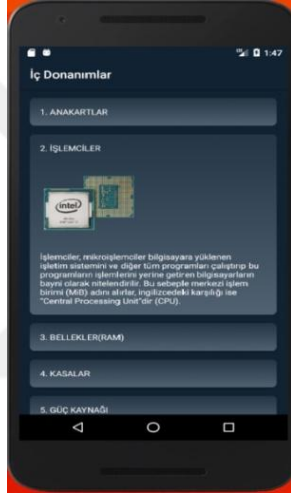 1:47
İç Donanımlar
1. ANAKARTLAR
2. İŞLEMCİLER
intel
İşlemciler, mikroişlemciler bilgisayara yüklenen
işletim sistemini ve diğer tüm programları çalıştırıp bu
programların işlemlerini yerine getiren bilgisayarların
beyni olarak nitelendirilir. Bu sebeple merkezi işlem
birimi (MİB) adını alırlar, ingilizcedeki karşılığı ise
"Central Processing Unit"dir (CPU).
3. BELLEKLER(RAM)
4. KASALAR
5. GÜÇ KAYNAĞI